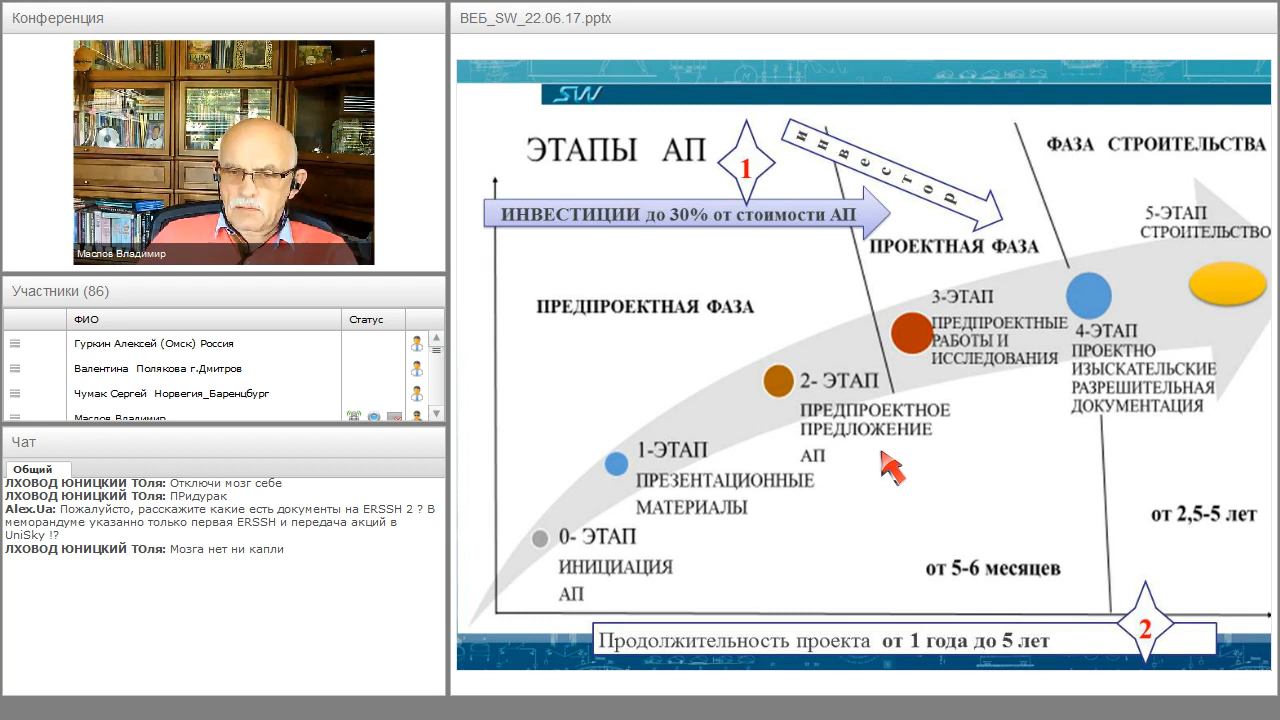 Конференция
Маслов Владимир
Участники (86)
ФИО
Статус
Гуркин Алексей (Омск) Россия
Валентина Полякова г.Дмитров
Чумак Сергей Норвегия_Баренцбург
Маслов Владимир
Чат
Общий
ЛХОВОД ЮНИЦКИЙ ТОля: Отключи мозг себе
ЛХОВОД ЮНИЦКИЙ ТОля: ПРидурак
Alex.Ua: Пожалуйсто, расскажите какие есть документы на ERSSH 2 ? В
меморандуме указанно только первая ERSSH и передача акций в
UniSky !?
ЛХОВОД ЮНИЦКИЙ ТОля: Мозга нет ни капли
ВЕБ_SW_22.06.17.pptx
SW
ЭТАПЫ АП
1
инвестор
ФАЗА СТРОИТЕЛЬСТВА
ИНВЕСТИЦИИ до 30% от стоимости АП
5-ЭТАП
СТРОИТЕЛЬСТВО
ПРОЕКТНАЯ ФАЗА
ПРЕДПРОЕКТНАЯ ФАЗА
3-ЭТАП
ПРЕДПРОЕКТНЫЕ
РАБОТЫ И
ИССЛЕДОВАНИЯ
4-ЭТАП
ПРОЕКТНО
ИЗЫСКАТЕЛЬСКИЕ
РАЗРЕШИТЕЛЬНАЯ
ДОКУМЕНТАЦИЯ
2- ЭТАП
ПРЕДПРОЕКТНОЕ
ПРЕДЛОЖЕНИЕ
АП
1-ЭТАП
ПРЕЗЕНТАЦИОННЫЕ
МАТЕРИАЛЫ
0- ЭТАП
ИНИЦИАЦИЯ
АП
от 2,5-5 лет
от 5-6 месяцев
Продолжительность проекта от 1 года до 5 лет
2